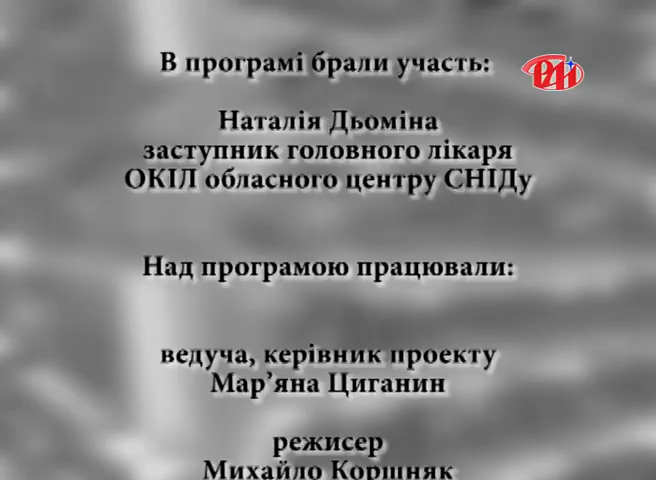 В програмі брали участь:
Наталія Дьоміна
заступник головного лікаря
ОКІЛ обласного центру СНІДу
Над програмою працювали:
ведуча, керівник проекту
Мар’яна Циганин
режисер
Михайло Коршняк